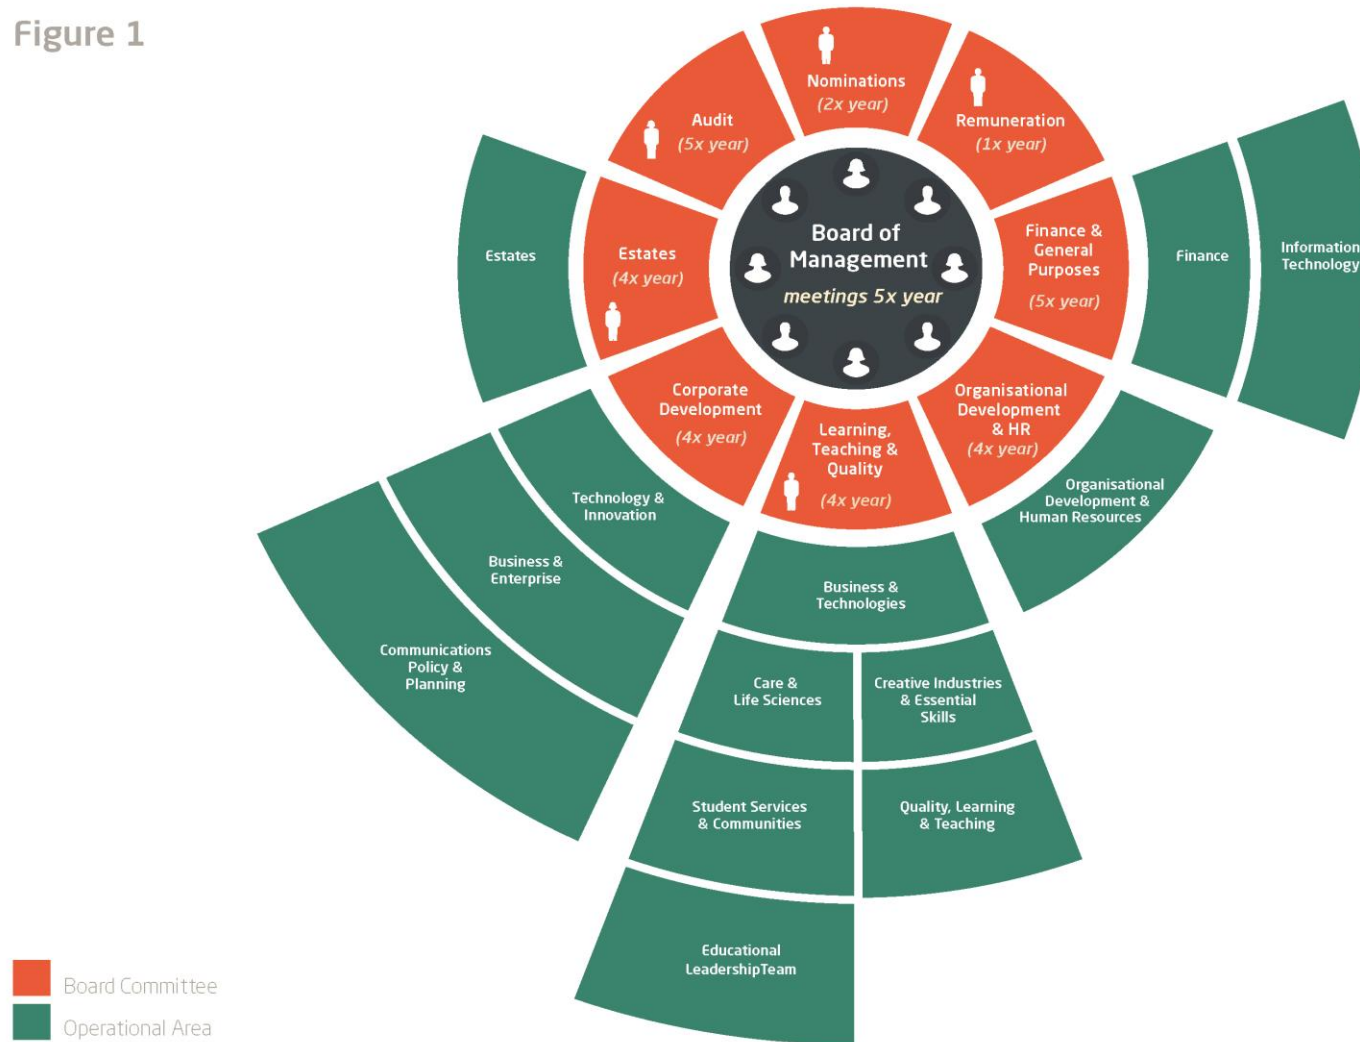 Figure 1
Nominations
(2x year)
Audit
(5x year)
Remuneration
(1x year)
Estates
Estates
(4x year)
Board of
Management
meetings 5x year
Finance &
General
Purposes
(5x year)
Finance
Information
Technology
Corporate
Development
(4x year)
Learning,
Teaching &
Quality
(4x year)
Organisational
Development
& HR
(4x year)
Technology &
Innovation
Business &
Enterprise
Communications
Policy &
Planning
Organisational
Development &
Human Resources
Business &
Technologies
Care &
Life Sciences
Creative Industries
& Essential
Skills
Student Services
& Communities
Quality, Learning
& Teaching
Educational
LeadershipTeam
Board Committee
Operational Area